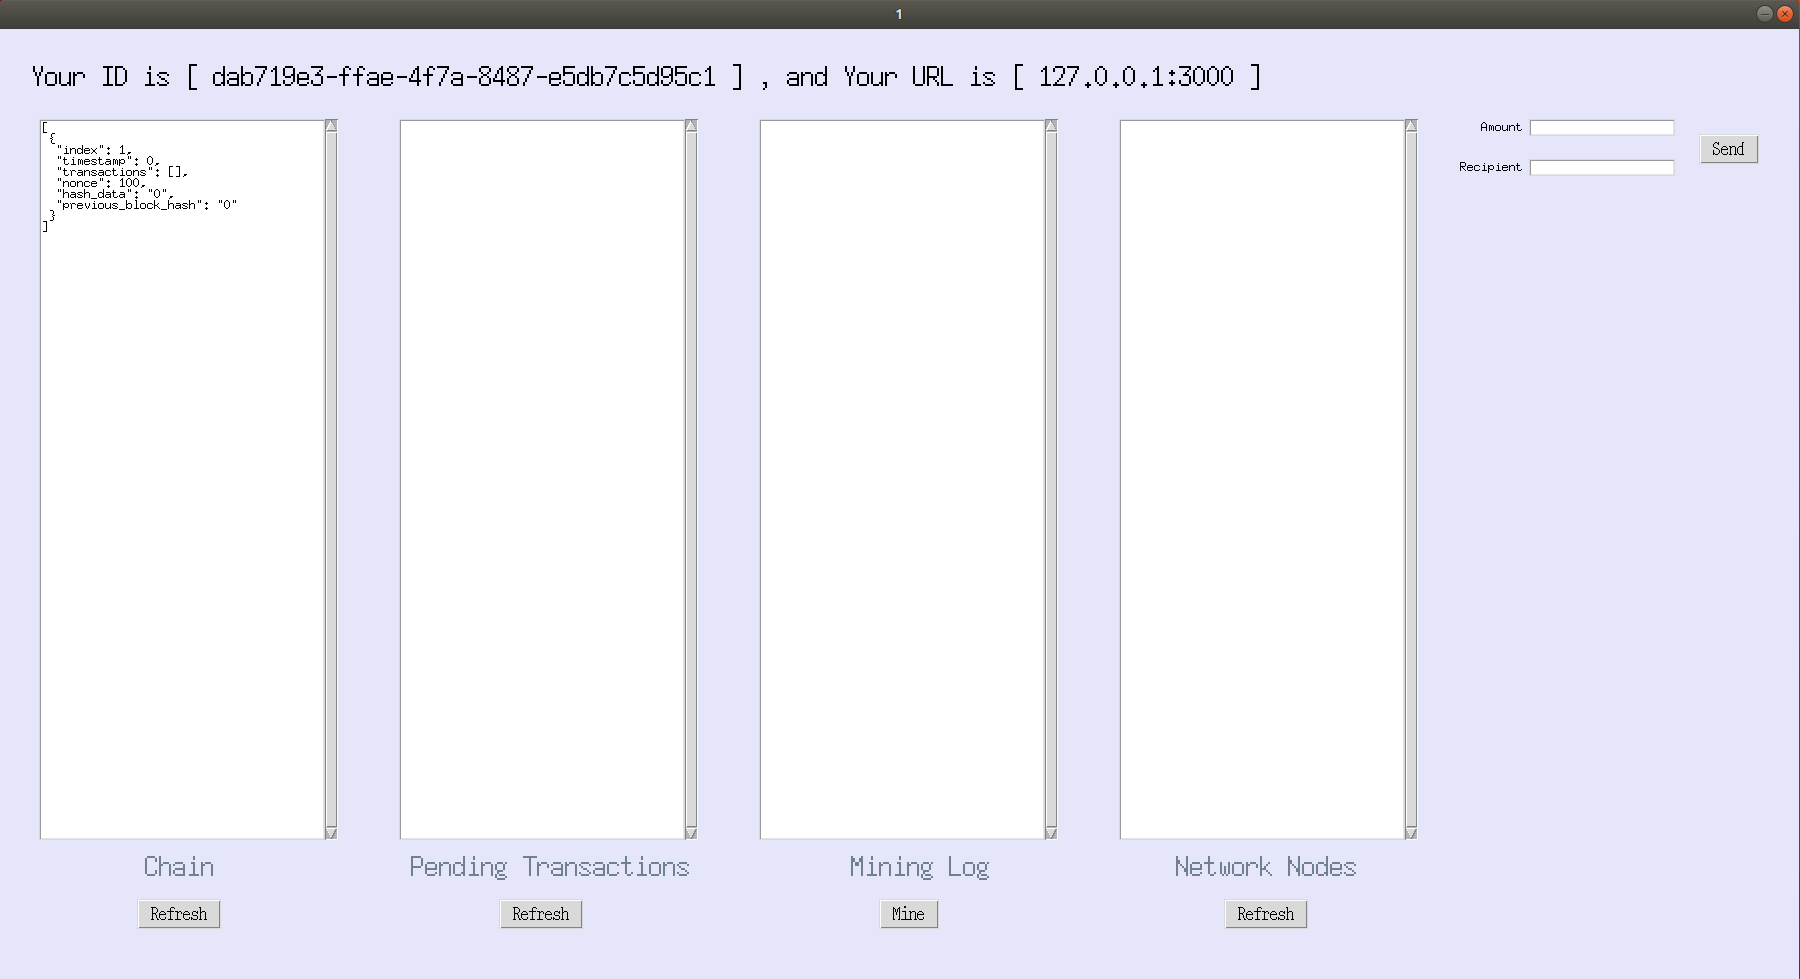 1
Your ID is [ dab719e3-ffae-4f7a-8487-e5db7c5d95c1 ] , and Your URL is [ 127.0.0.1:3000 ]
[
 {
  "index": 1,
  "timestamp": 0,
  "transactions": [],
  "nonce": 100,
  "hash_data": "0",
  "previous_block_hash": "0"
 }
]
Amount
Recipient
Send
Chain
Pending Transactions
Mining Log
Network Nodes
Refresh
Refresh
Mine
Refresh